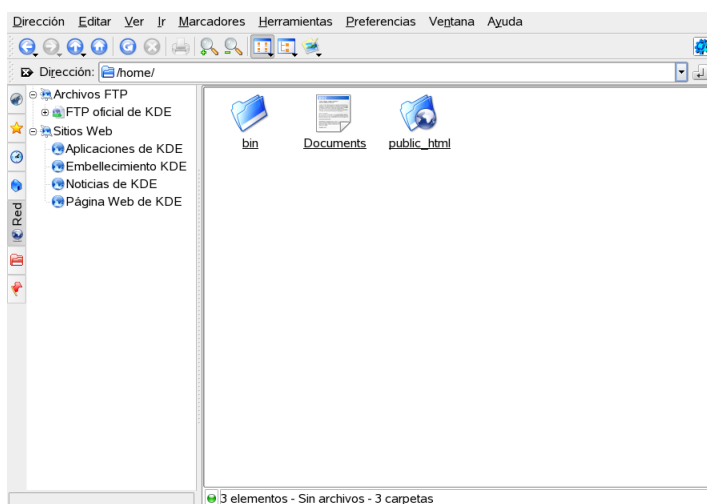 Dirección Editar Ver Ir Marcadores Herramientas Preferencias Ventana Ayuda
Dirección: /home/
Archivos FTP
FTP oficial de KDE
Sitios Web
Aplicaciones de KDE
Embellecimiento KDE
Noticias de KDE
Página Web de KDE
Red
bin Documents public_html
3 elementos - Sin archivos - 3 carpetas